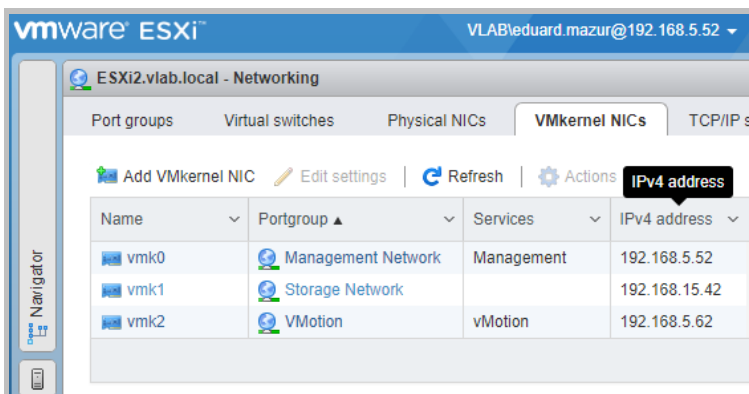 vmware ESXi™ VLAB\eduard.mazur@192.168.5.52
ESXi2.vlab.local - Networking
Port groups Virtual switches Physical NICs VMkernel NICs TCP/IP s
Add VMkernel NIC Edit settings Refresh Actions IPv4 address
Name Portgroup Services IPv4 address
vmk0 Management Network Management 192.168.5.52
vmk1 Storage Network 192.168.15.42
vmk2 VMotion vMotion 192.168.5.62
Navigator